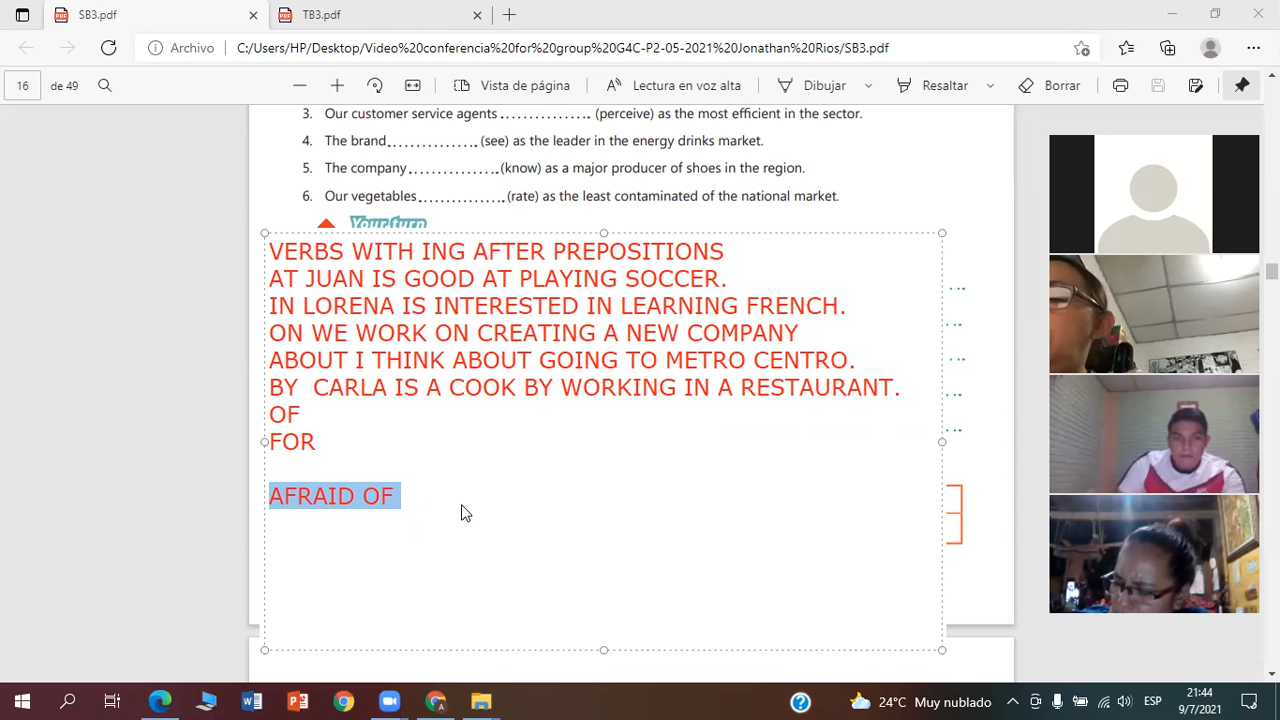 SB3.pdf
TB3.pdf
Archivo
C:/Users/HP/Desktop/Video%20conferencia%20for%20group%20G4C-P2-05-2021%20Jonathan%20Rios/SB3.pdf
16
de 49
Vista de página
Lectura en voz alta
Dibujar
Resaltar
Borrar
3. Our customer service agents .............. (perceive) as the most efficient in the sector.
4. The brand.............. (see) as the leader in the energy drinks market.
5. The company .............. (know) as a major producer of shoes in the region.
6. Our vegetables .............. (rate) as the least contaminated of the national market.
Your turn
VERBS WITH ING AFTER PREPOSITIONS
AT JUAN IS GOOD AT PLAYING SOCCER.
IN LORENA IS INTERESTED IN LEARNING FRENCH.
ON WE WORK ON CREATING A NEW COMPANY
ABOUT I THINK ABOUT GOING TO METRO CENTRO.
BY CARLA IS A COOK BY WORKING IN A RESTAURANT.
OF
FOR
AFRAID OF
24°C Muy nublado
ESP
21:44
9/7/2021